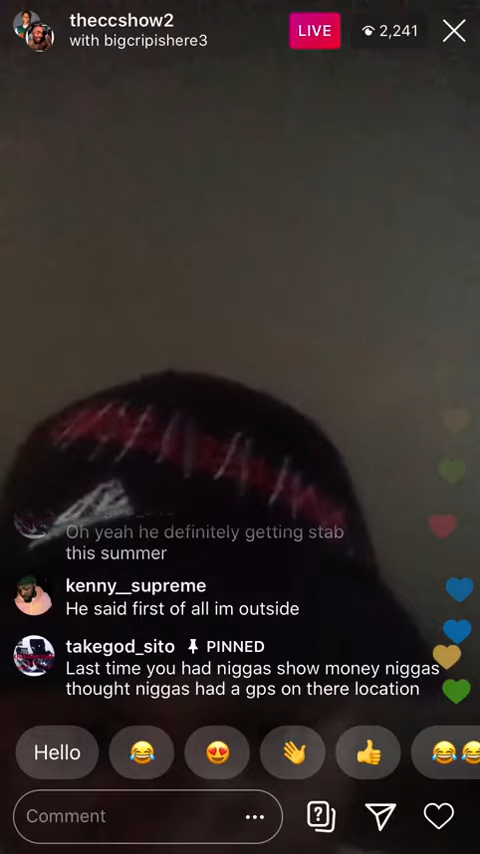 theccshow2
with bigcripishere3
LIVE
2,241
Oh yeah he definitely getting stab
this summer
kenny__supreme
He said first of all im outside
takegod_sito PINNED
Last time you had niggas show money niggas
thought niggas had a gps on there location
Hello
Comment